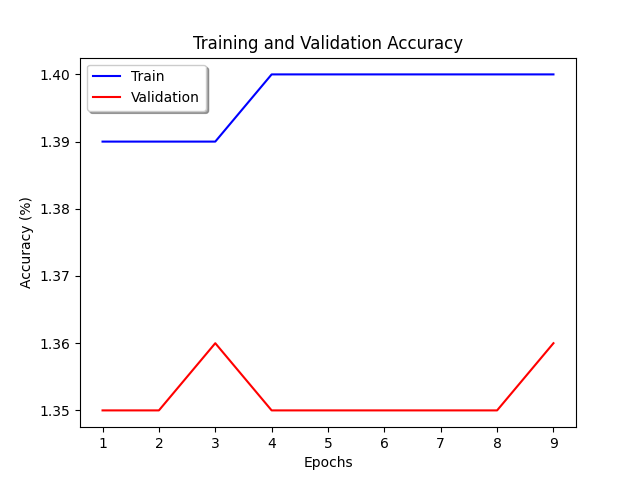 Training and Validation Accuracy
Train
Validation
1.40
1.39
1.38
1.37
1.36
1.35
Accuracy (%)
1 2 3 4 5 6 7 8 9
Epochs